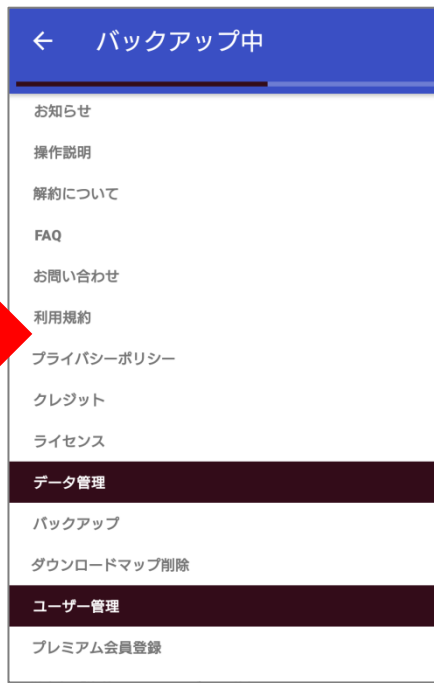 バックアップ中
お知らせ
操作説明
解約について
FAQ
お問い合わせ
利用規約
プライバシーポリシー
クレジット
ライセンス
データ管理
バックアップ
ダウンロードマップ削除
ユーザー管理
プレミアム会員登録